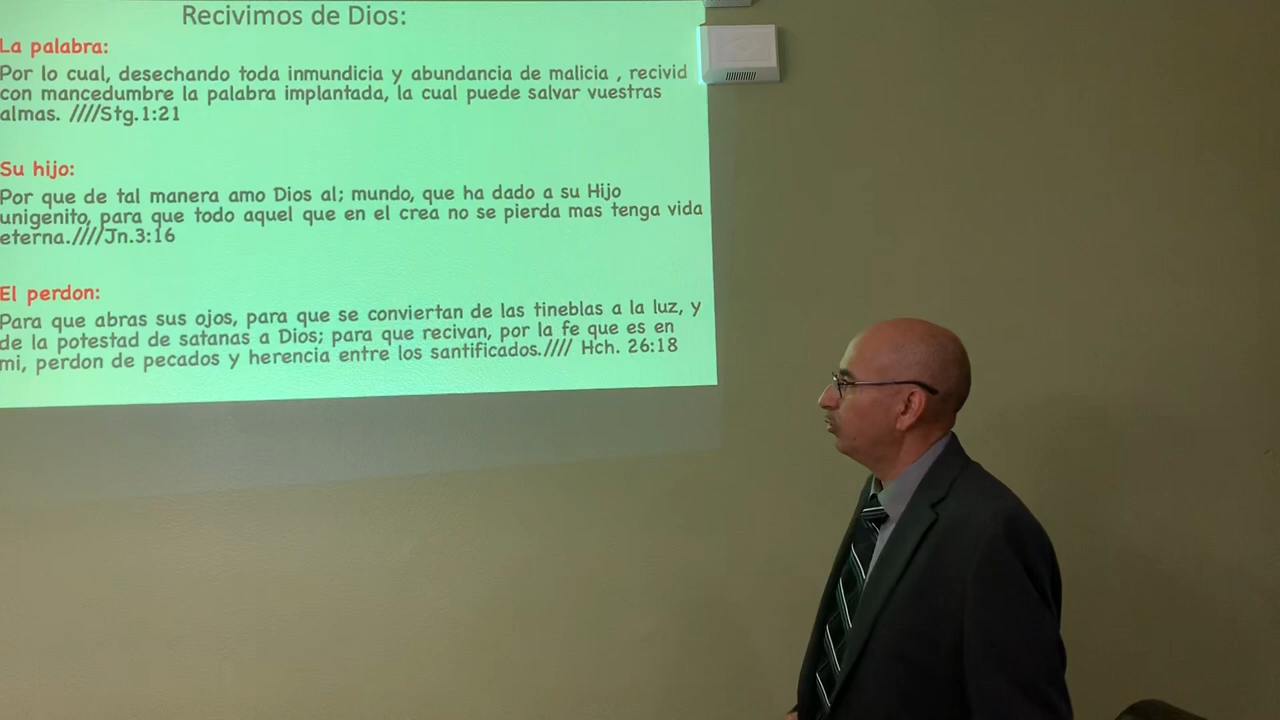 Recivimos de Dios:
La palabra:
Por lo cual, desechando toda inmundicia y abundancia de malicia , recivid
con mancedumbre la palabra implantada, la cual puede salvar vuestras
almas. ////Stg.1:21
Su hijo:
Por que de tal manera amo Dios al; mundo, que ha dado a su Hijo
unigenito, para que todo aquel que en el crea no se pierda mas tenga vida
eterna.////Jn.3:16
El perdon:
Para que abras sus ojos, para que se conviertan de las tineblas a la luz, y
de la potestad de satanas a Dios; para que recivan, por la fe que es en
mi, perdon de pecados y herencia entre los santificados.//// Hch. 26:18